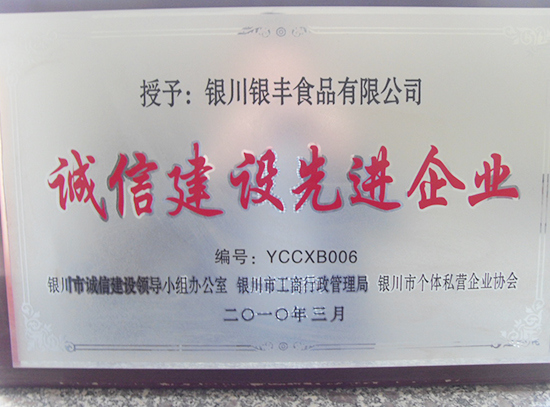 授予：银川银丰食品有限公司
诚信建设先进企业
编号：YCCXB006
银川市诚信建设领导小组办公室 银川市工商行政管理局 银川市个体私营企业协会
二〇一〇年三月